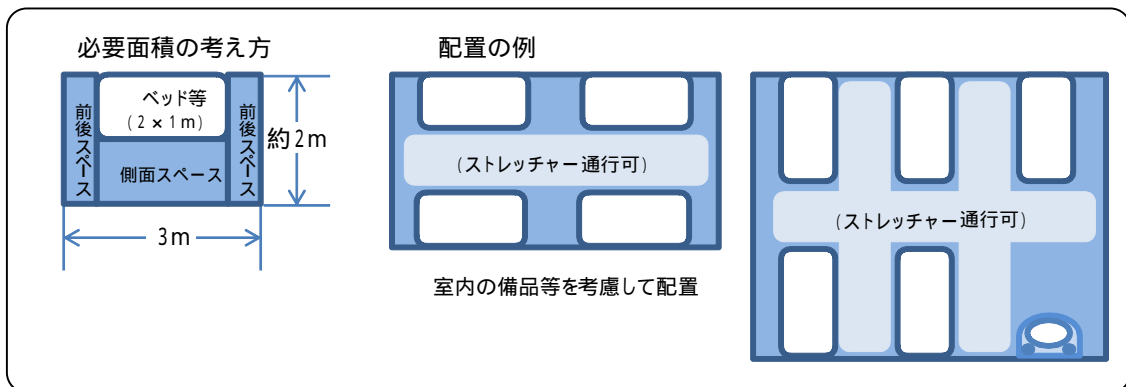 必要面積の考え方
ベッド等
(2×1m)
前後スペース
側面スペース
前後スペース
約2m
3m
配置の例
(ストレッチャー通行可)
室内の備品等を考慮して配置
(ストレッチャー通行可)